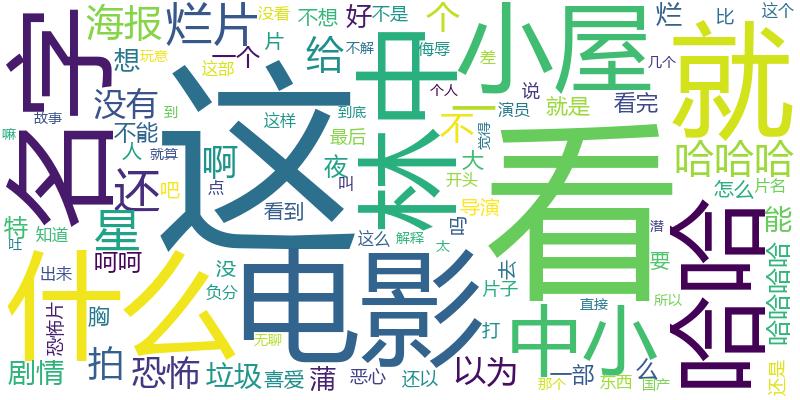 海报
烂片
没看
不想
好
不是
个
小屋
烂
比
这个
名字
片
一个
给
林中
侮辱
差
就
几个
想
玩意
这部
不解
个人
没有
故事
到
这
这样
到底
一
说
演员
就是
看完
嘛
不能
人
就算
啊
最后
夜
不
觉得
看
哈哈哈
还
吧
点
叫
大
开头
怎么
片名
特
星
看到
导演
能
吐
知道
呵呵
没
这么
解释
吗
太
去
潜
要
哈哈
哈哈哈哈
什么
电影
出来
负分
片子
中小
直接
所以
恐怖片
胸
打
剧情
拍
恐怖
垃圾
无聊
喜爱
蒲
恶心
还以
以为
一部
那个
东西
国产
么
还是